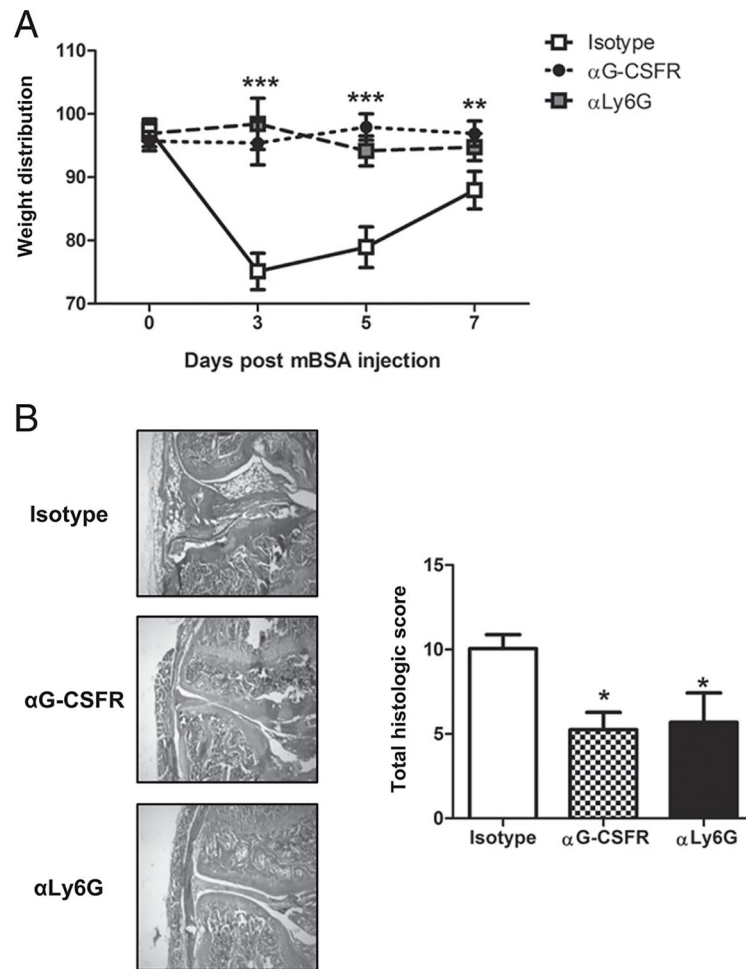 A
110
100
90
80
70
Weight distribution
***
***
**
0
3
5
7
Days post mBSA injection
Isotype
αG-CSFR
αLy6G
B
Isotype
αG-CSFR
αLy6G
Total histologic score
15
10
5
0
*
*
Isotype
αG-CSFR
αLy6G